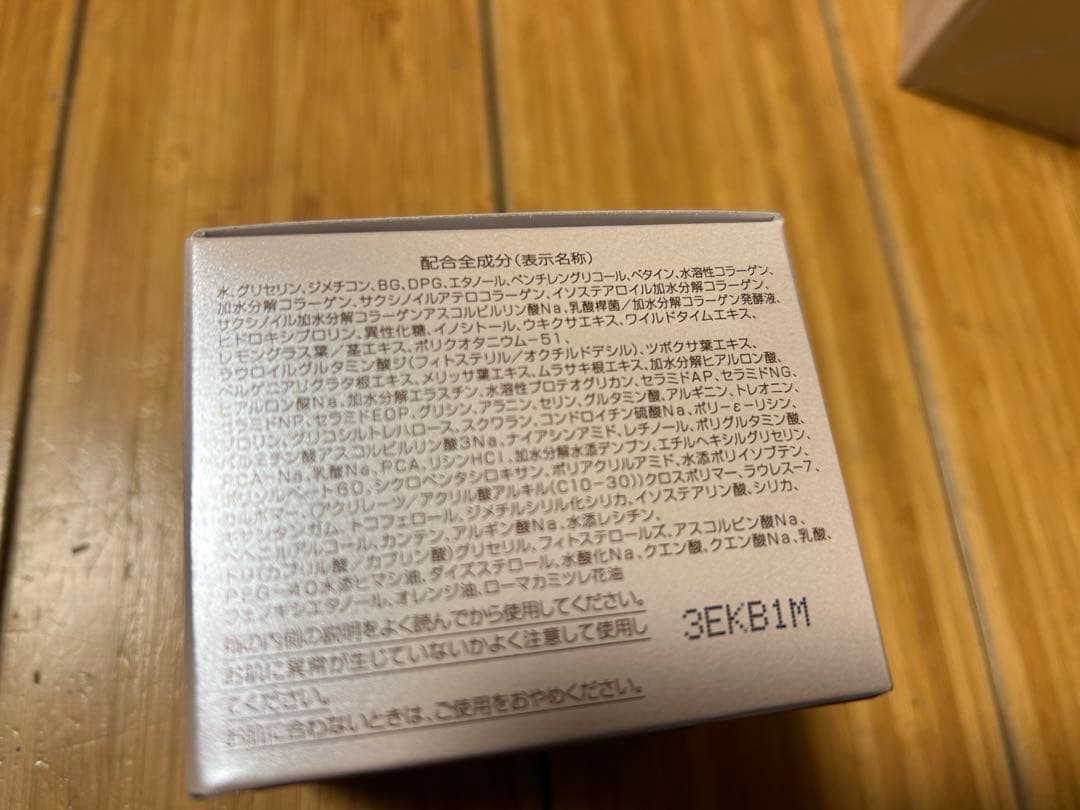 配合全成分(表示名称)
水、グリセリン、ジメチコン、BG、DPG、エタノール、ペンチレングリコール、ベタイン、水溶性コラーゲン、
加水分解コラーゲン、サクシノイルアテロコラーゲン、イソステアロイル加水分解コラーゲン、
サクシノイル加水分解コラーゲンアスコルビルリン酸Na、乳酸桿菌/加水分解コラーゲン発酵液、
ヒドロキシプロリン、異性化糖、イノシトール、ウキクサエキス、ワイルドタイムエキス、
レモングラス葉/茎エキス、ポリクオタニウム-51、
ラウロイルグルタミン酸ジ(フィトステリル/オクチルドデシル)、ツボクサ葉エキス、
ベルゲニアリグラタ根エキス、メリッサ葉エキス、ムラサキ根エキス、加水分解ヒアルロン酸、
ヒアルロン酸Na、加水分解エラスチン、水溶性プロテオグリカン、セラミドAP、セラミドNG、
セラミドNP、セラミドEOP、グリシン、アラニン、セリン、グルタミン酸、アルギニン、トレオニン、
プロリン、グリコシルトレハロース、スクワラン、コンドロイチン硫酸Na、ポリ-ε-リシン、
パルミチン酸アスコルビルリン酸3Na、ナイアシンアミド、レチノール、ポリグルタミン酸、
PCA-Na、乳酸Na、PCA、リシンHCl、加水分解水添デンプン、エチルヘキシルグリセリン、
ポリソルベート60、シクロペンタシロキサン、ポリアクリルアミド、水添ポリイソブテン、
カルボマー、(アクリレーツ/アクリル酸アルキル(C10-30))クロスポリマー、ラウレス-7、
キサンタンガム、トコフェロール、ジメチルシリル化シリカ、イソステアリン酸、シリカ、
ベヘニルアルコール、カンテン、アルギン酸Na、水添レシチン、
トリ(カプリル酸/カプリン酸)グリセリル、フィトステロールズ、アスコルビン酸Na、
PEG-40水添ヒマシ油、ダイズステロール、水酸化Na、クエン酸、クエン酸Na、乳酸、
フェノキシエタノール、オレンジ油、ローマカミツレ花油
箱の内側の説明をよく読んでから使用してください。
お肌に異常が生じていないかよく注意して使用し
てください。
お肌に合わないときは、ご使用をおやめください。
3EKB1M